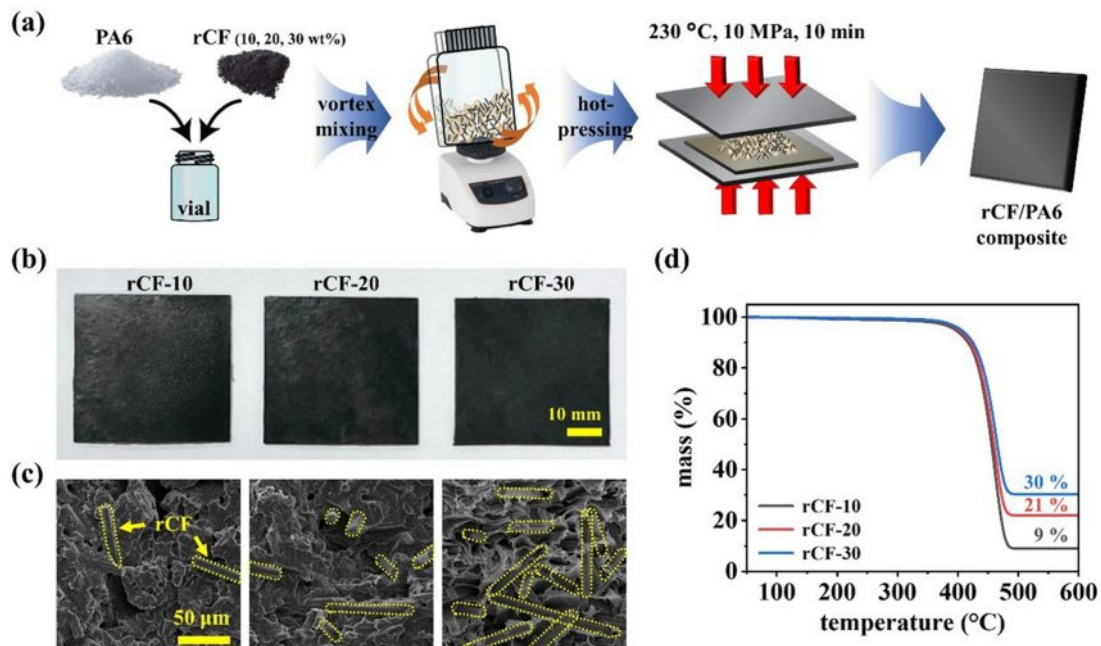 (a)
PA6
rCF (10, 20, 30 wt%)
vial
vortex
mixing
hot-
pressing
230 °C, 10 MPa, 10 min
rCF/PA6
composite
(b)
rCF-10
rCF-20
rCF-30
10 mm
(c)
rCF
50 μm
(d)
mass (%)
100
80
60
40
20
0
30 %
21 %
9 %
rCF-10
rCF-20
rCF-30
100
200
300
400
500
600
temperature (°C)